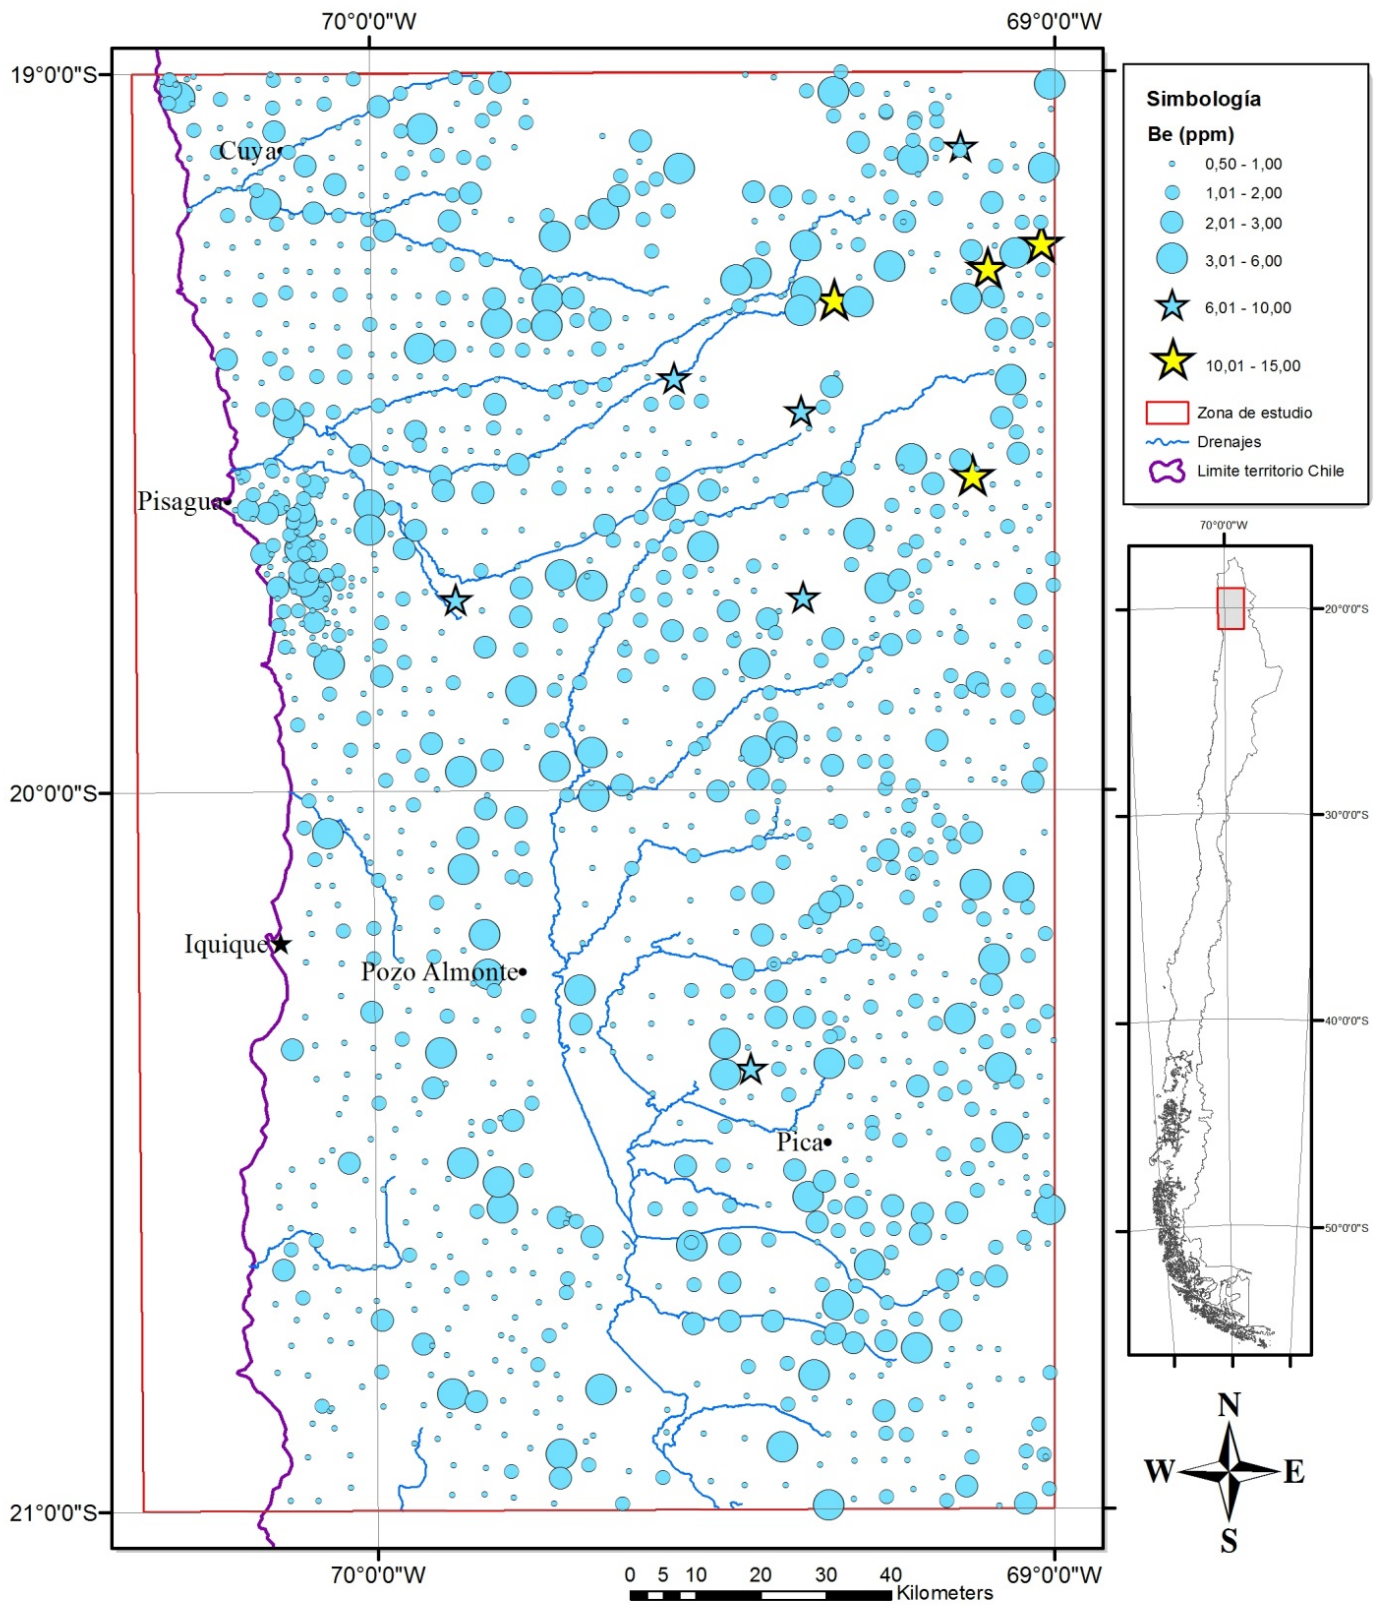 70°0'0"W
69°0'0"W
19°0'0"S
Cuya
Pisagua
20°0'0"S
Iquique
Pozo Almonte
Pica
21°0'0"S
70°0'0"W
69°0'0"W
0 5 10 20 30 40
Kilometers
Simbología
Be (ppm)
0,50 - 1,00
1,01 - 2,00
2,01 - 3,00
3,01 - 6,00
6,01 - 10,00
10,01 - 15,00
Zona de estudio
Drenajes
Limite territorio Chile
70°0'0"W
20°0'0"S
30°0'0"S
40°0'0"S
50°0'0"S
N
W E
S